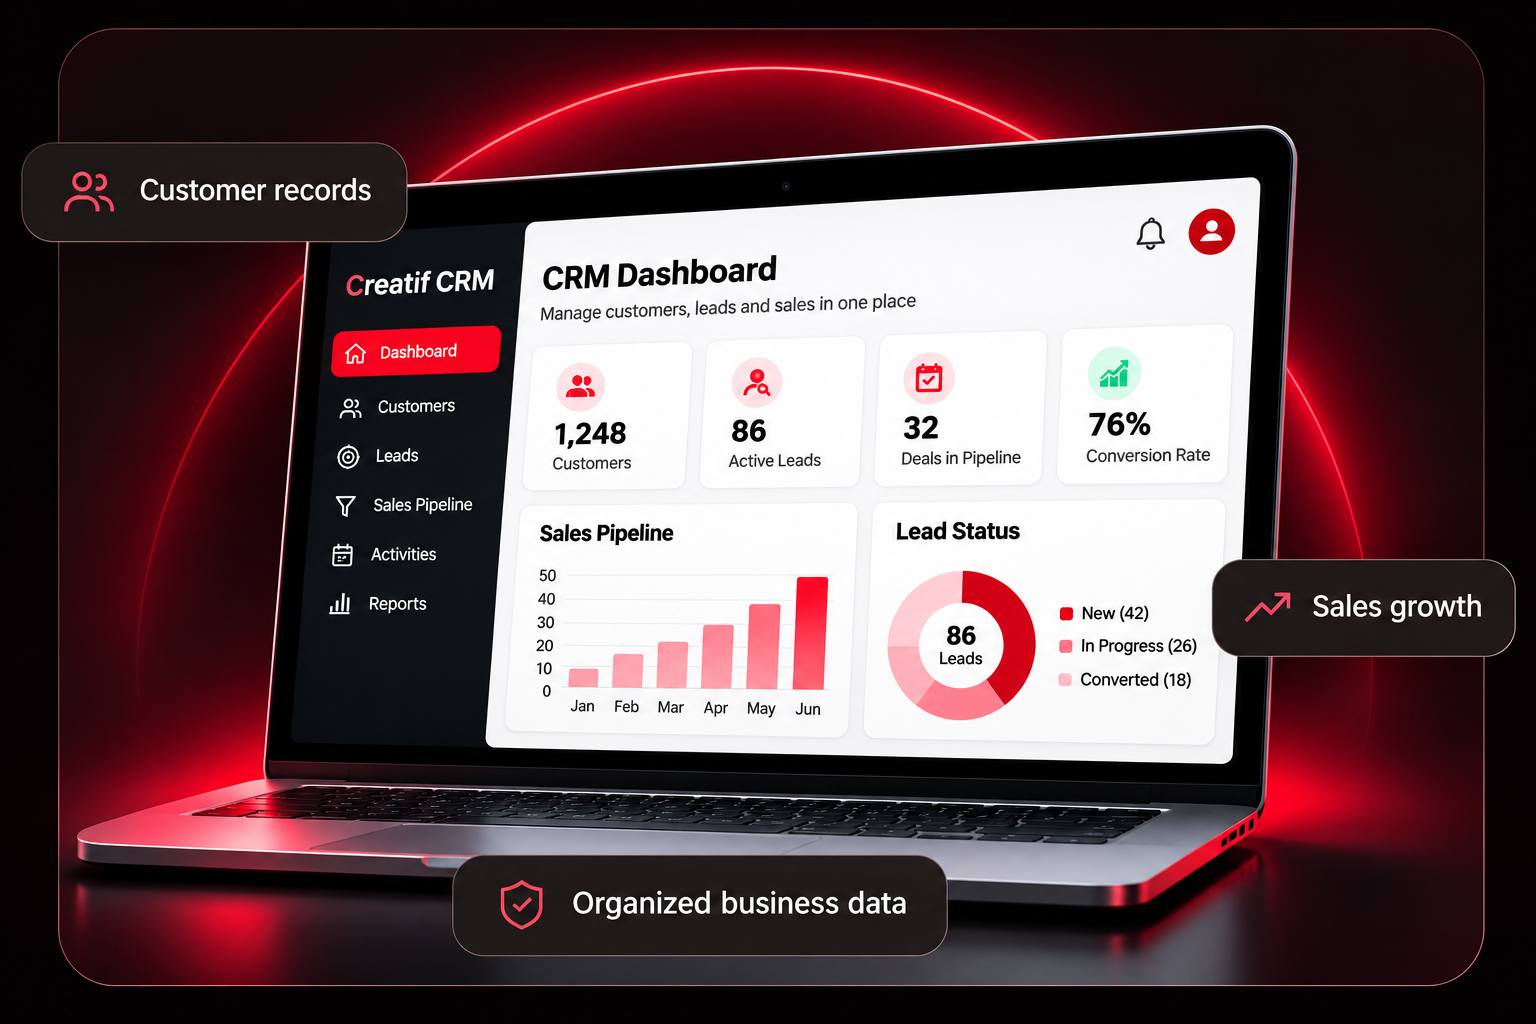 Customer records
Creatif CRM
Dashboard
Customers
Leads
Sales Pipeline
Activities
Reports
CRM Dashboard
Manage customers, leads and sales in one place
1,248
Customers
86
Active Leads
32
Deals in Pipeline
76%
Conversion Rate
Sales Pipeline
50
40
30
20
10
0
Jan Feb Mar Apr May Jun
Lead Status
86
Leads
New (42)
In Progress (26)
Converted (18)
Sales growth
Organized business data